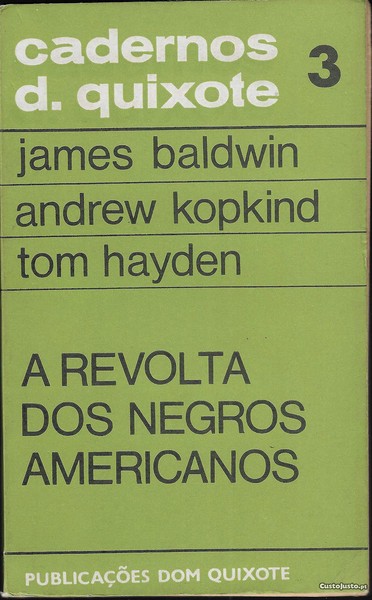 cadernos
d. quixote
3
james baldwin
andrew kopkind
tom hayden
A REVOLTA
DOS NEGROS
AMERICANOS
PUBLICAÇÕES DOM QUIXOTE
CustoJusto.pt